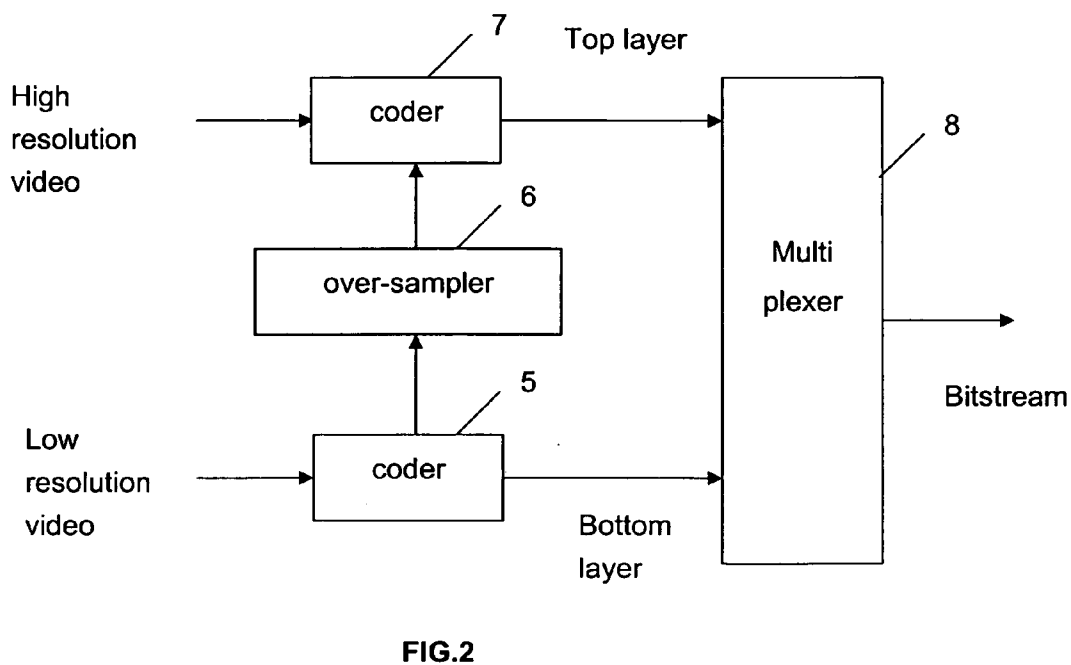 7
Top layer
High
resolution
video
coder
8
6
over-sampler
Multi
plexer
5
Bitstream
Low
resolution
video
coder
Bottom
layer
FIG.2